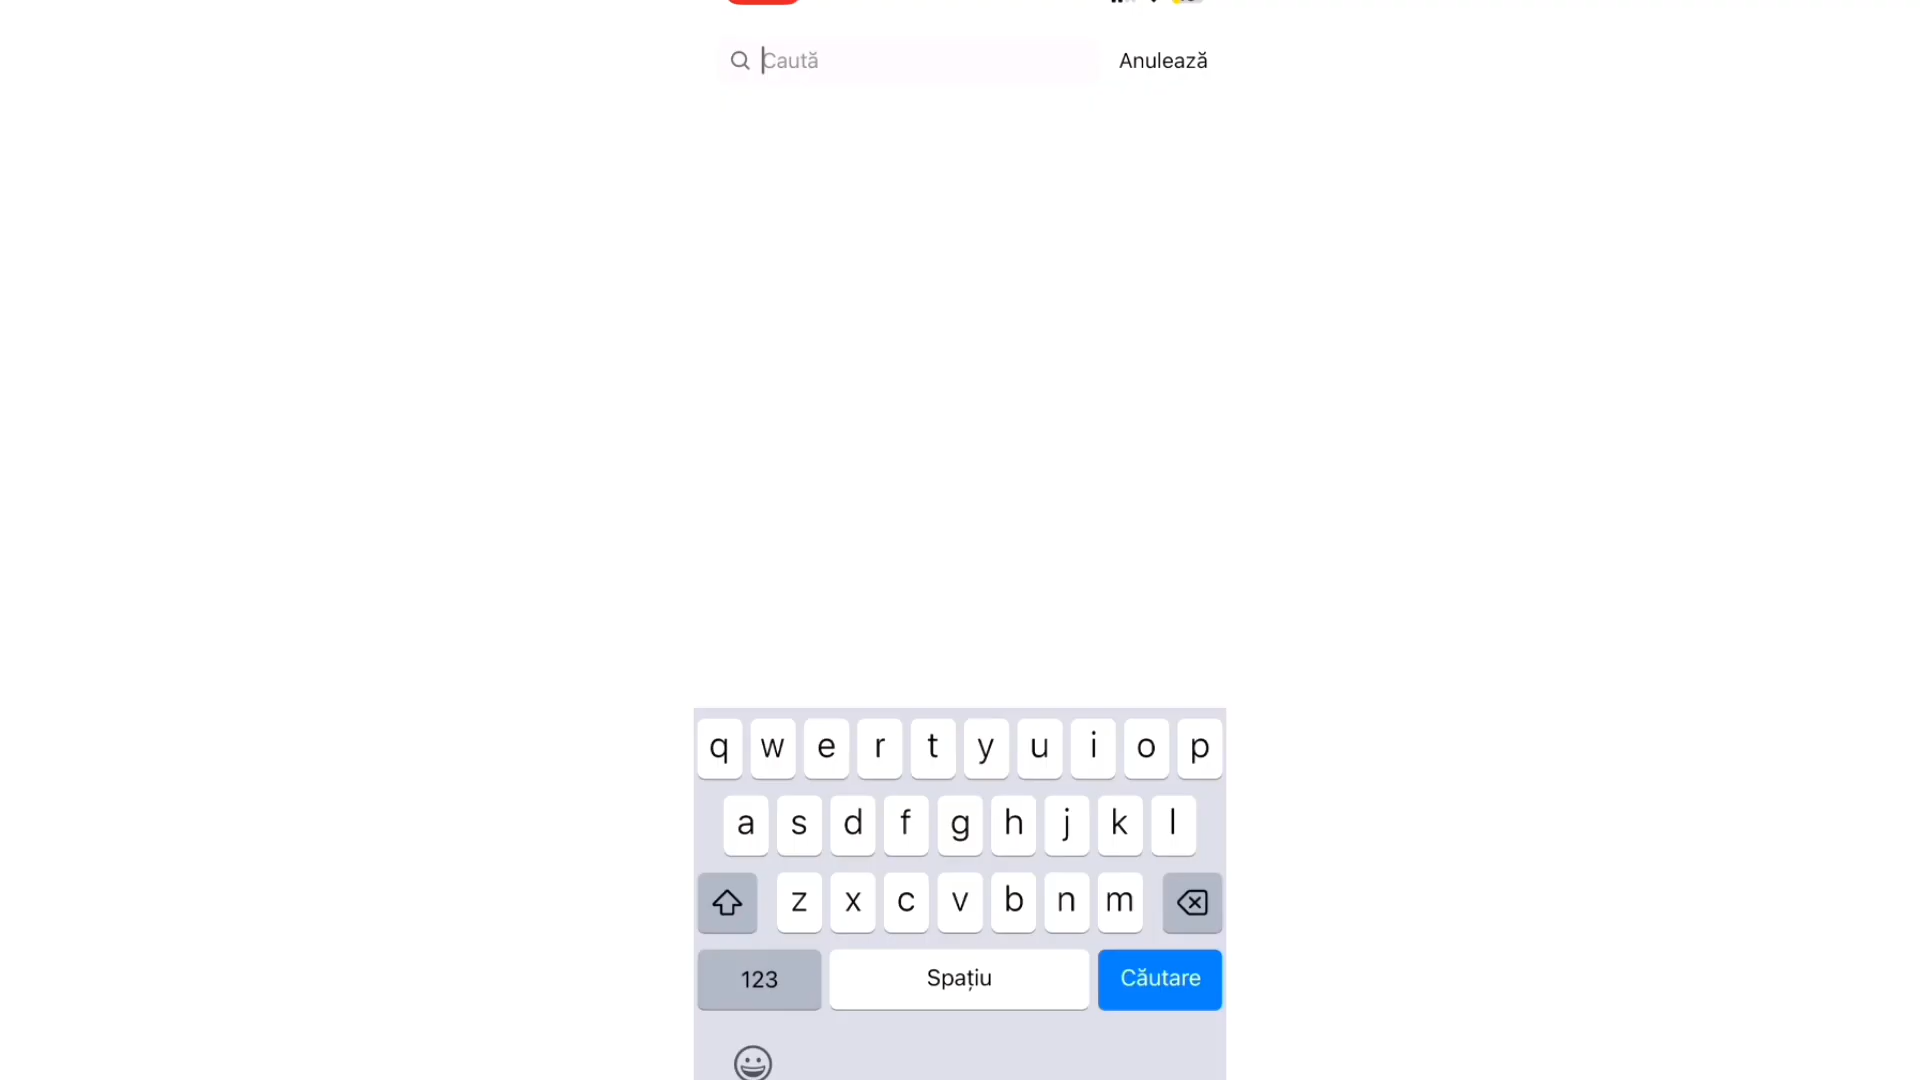 Caută Anulează
q w e r t y u i o p
a s d f g h j k l
z x c v b n m
123 Spațiu Căutare